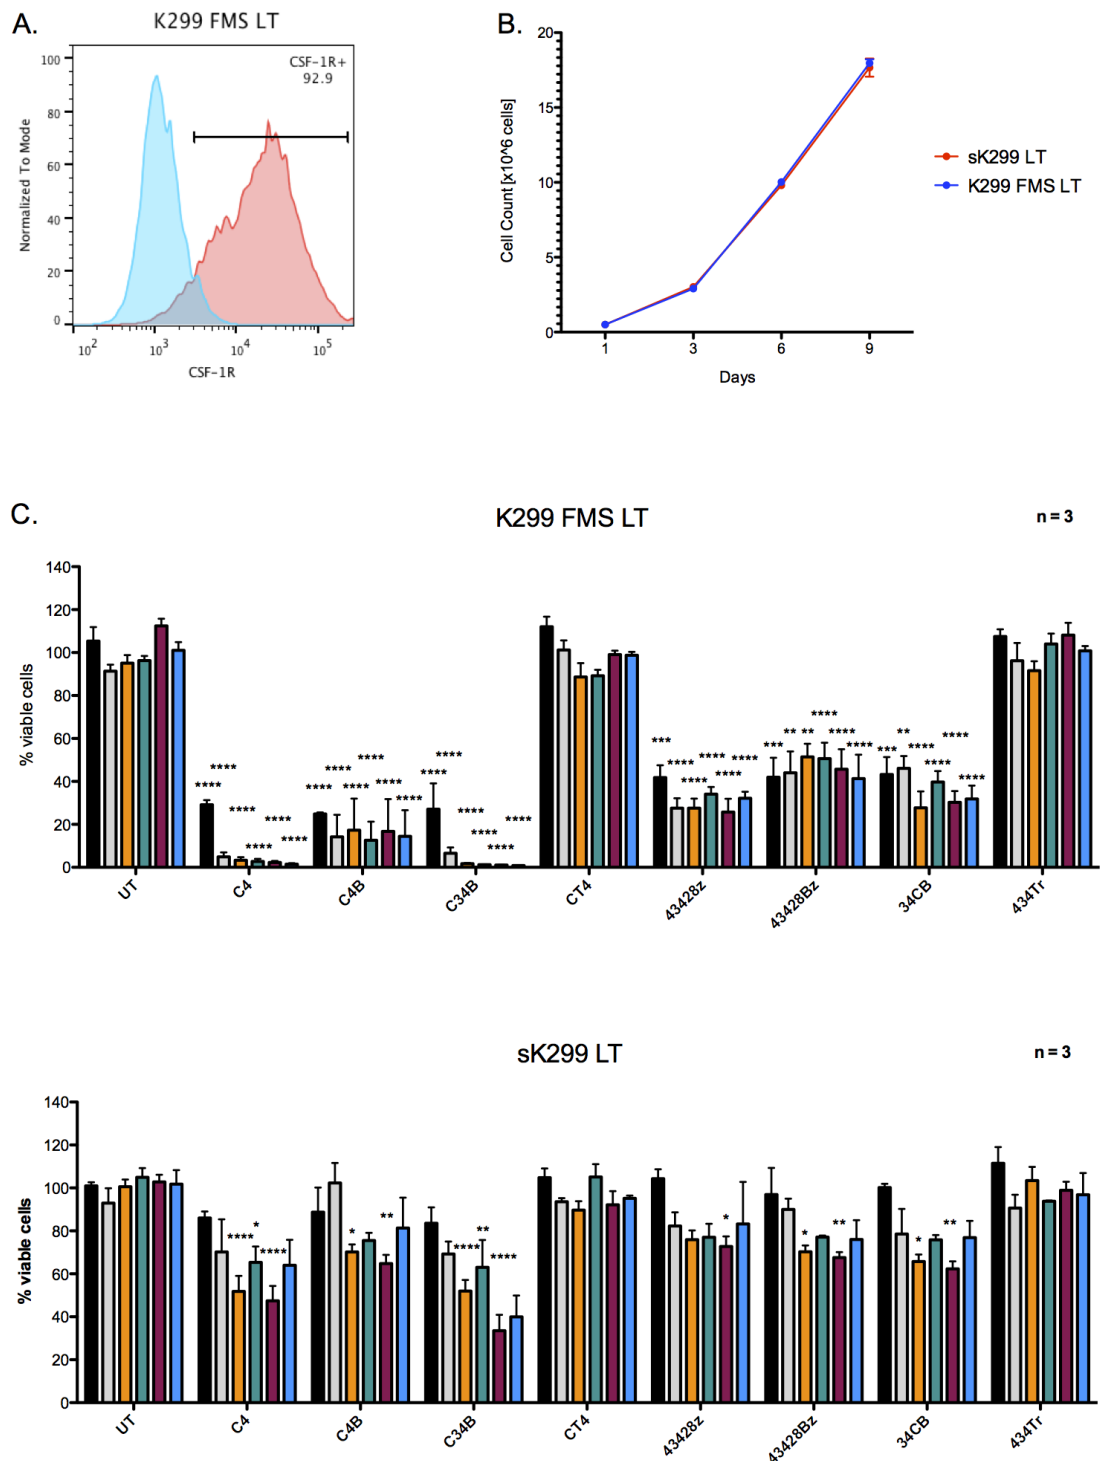 A.
K299 FMS LT
CSF-1R+
92.9
Normalized To Mode
100
80
60
40
20
0
10^2 10^3 10^4 10^5
CSF-1R
B.
20
15
10
5
0
Cell Count [x10^6 cells]
1 3 6 9
Days
sK299 LT
K299 FMS LT
C.
K299 FMS LT
n = 3
% viable cells
140
120
100
80
60
40
20
0
UT C4 C4B C34B CT4 43428z 43428Bz 34CB 434Tr
**** **** **** **** **** ****
**** **** **** **** **** ****
**** **** **** **** **** ****
*** **** **** **** **** ****
*** ** ** **** **** ****
*** ** **** **** **** ****
sK299 LT
n = 3
% viable cells
140
120
100
80
60
40
20
0
UT C4 C4B C34B CT4 43428z 43428Bz 34CB 434Tr
**** * ****
* **
**** ** ****
*
* **
* **